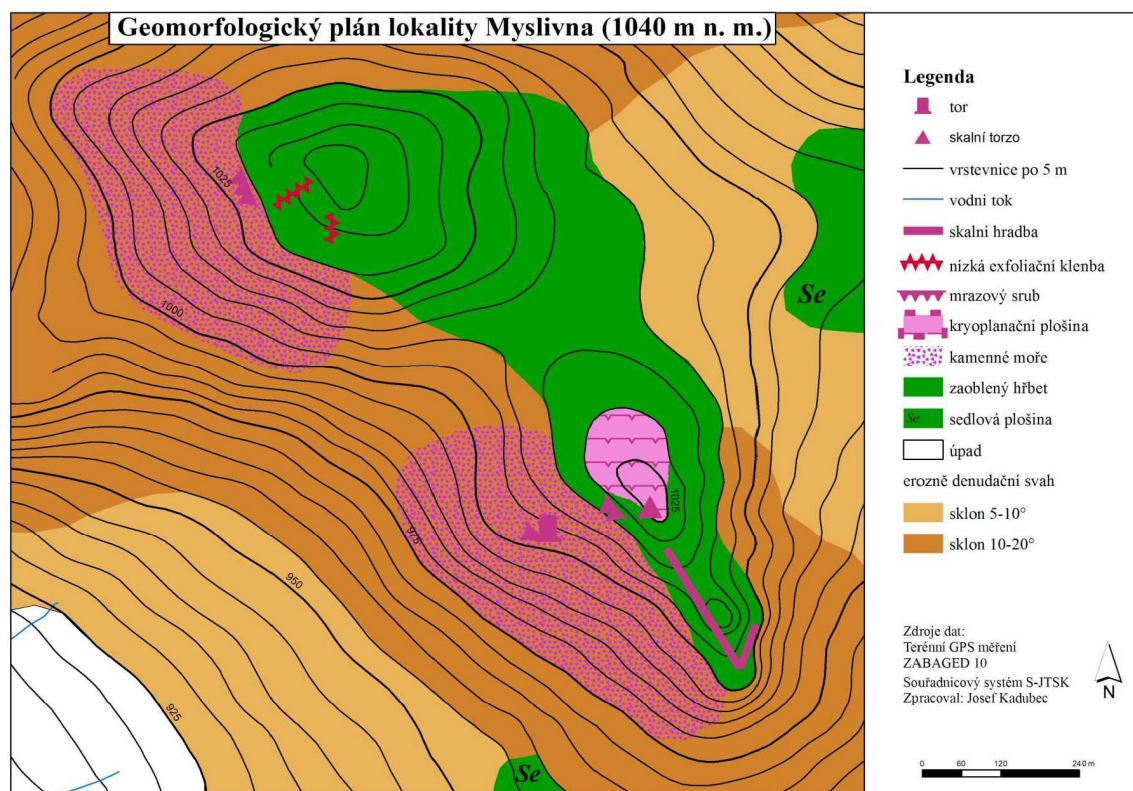 Geomorfologický plán lokality Myslivna (1040 m n. m.)
1025
1000
Se
1025
975
950
925
Se
Legenda
tor
skalní torzo
vrstevnice po 5 m
vodni tok
skalní hradba
nízká exfoliační klenba
mrazový srub
kryoplanační plošina
kamenné moře
zaoblený hřbet
Se sedlová plošina
úpad
erozně denudační svah
sklon 5-10°
sklon 10-20°
Zdroje dat:
Terénní GPS měření
ZABAGED 10
Souřadnicový systém S-JTSK
Zpracoval: Josef Kadubec
N
0 60 120 240 m